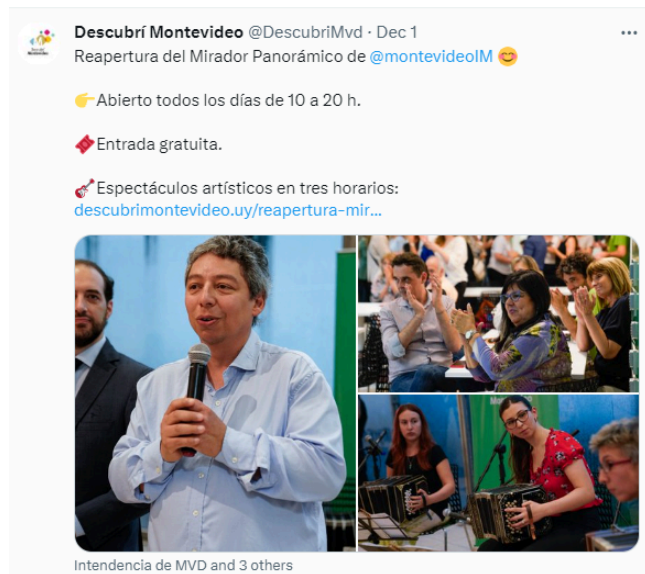 Descubrí Montevideo @DescubriMvd · Dec 1
Reapertura del Mirador Panorámico de @montevideoIM 😊
👉Abierto todos los días de 10 a 20 h.
🎟️Entrada gratuita.
🎸Espectáculos artísticos en tres horarios:
descubrimontevideo.uy/reapertura-mir...
Intendencia de MVD and 3 others